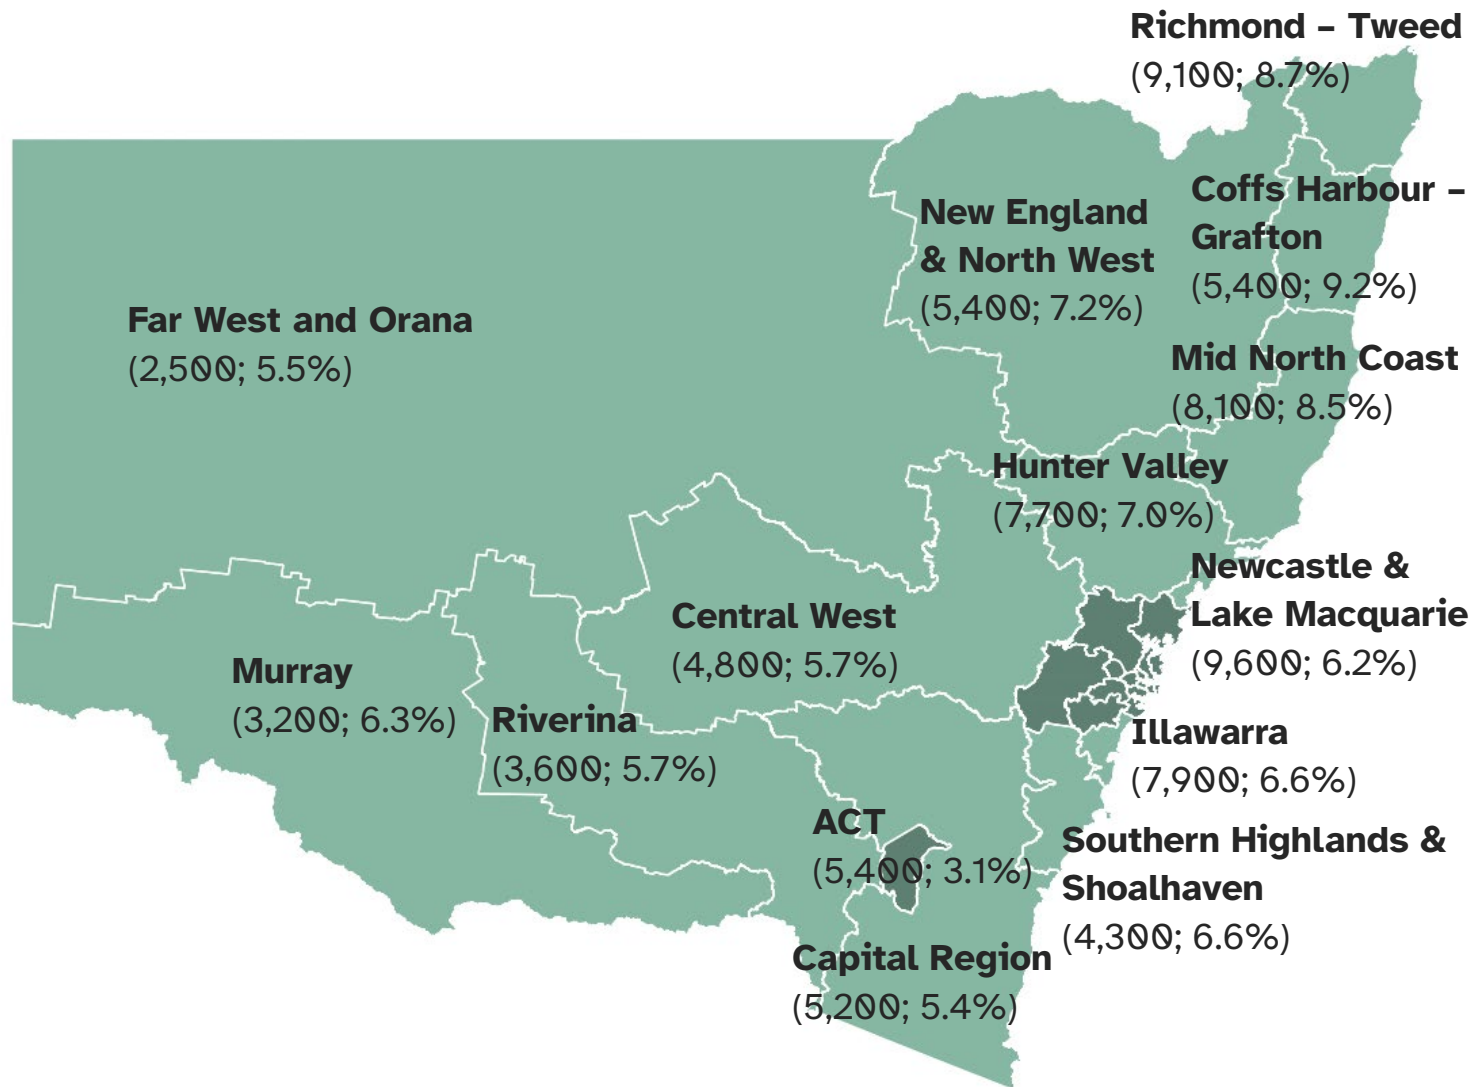 Richmond – Tweed
(9,100; 8.7%)
Coffs Harbour –
Grafton
(5,400; 9.2%)
New England
& North West
(5,400; 7.2%)
Far West and Orana
(2,500; 5.5%)
Mid North Coast
(8,100; 8.5%)
Hunter Valley
(7,700; 7.0%)
Newcastle &
Lake Macquarie
(9,600; 6.2%)
Central West
(4,800; 5.7%)
Murray
(3,200; 6.3%)
Riverina
(3,600; 5.7%)
Illawarra
(7,900; 6.6%)
ACT
(5,400; 3.1%)
Southern Highlands &
Shoalhaven
(4,300; 6.6%)
Capital Region
(5,200; 5.4%)